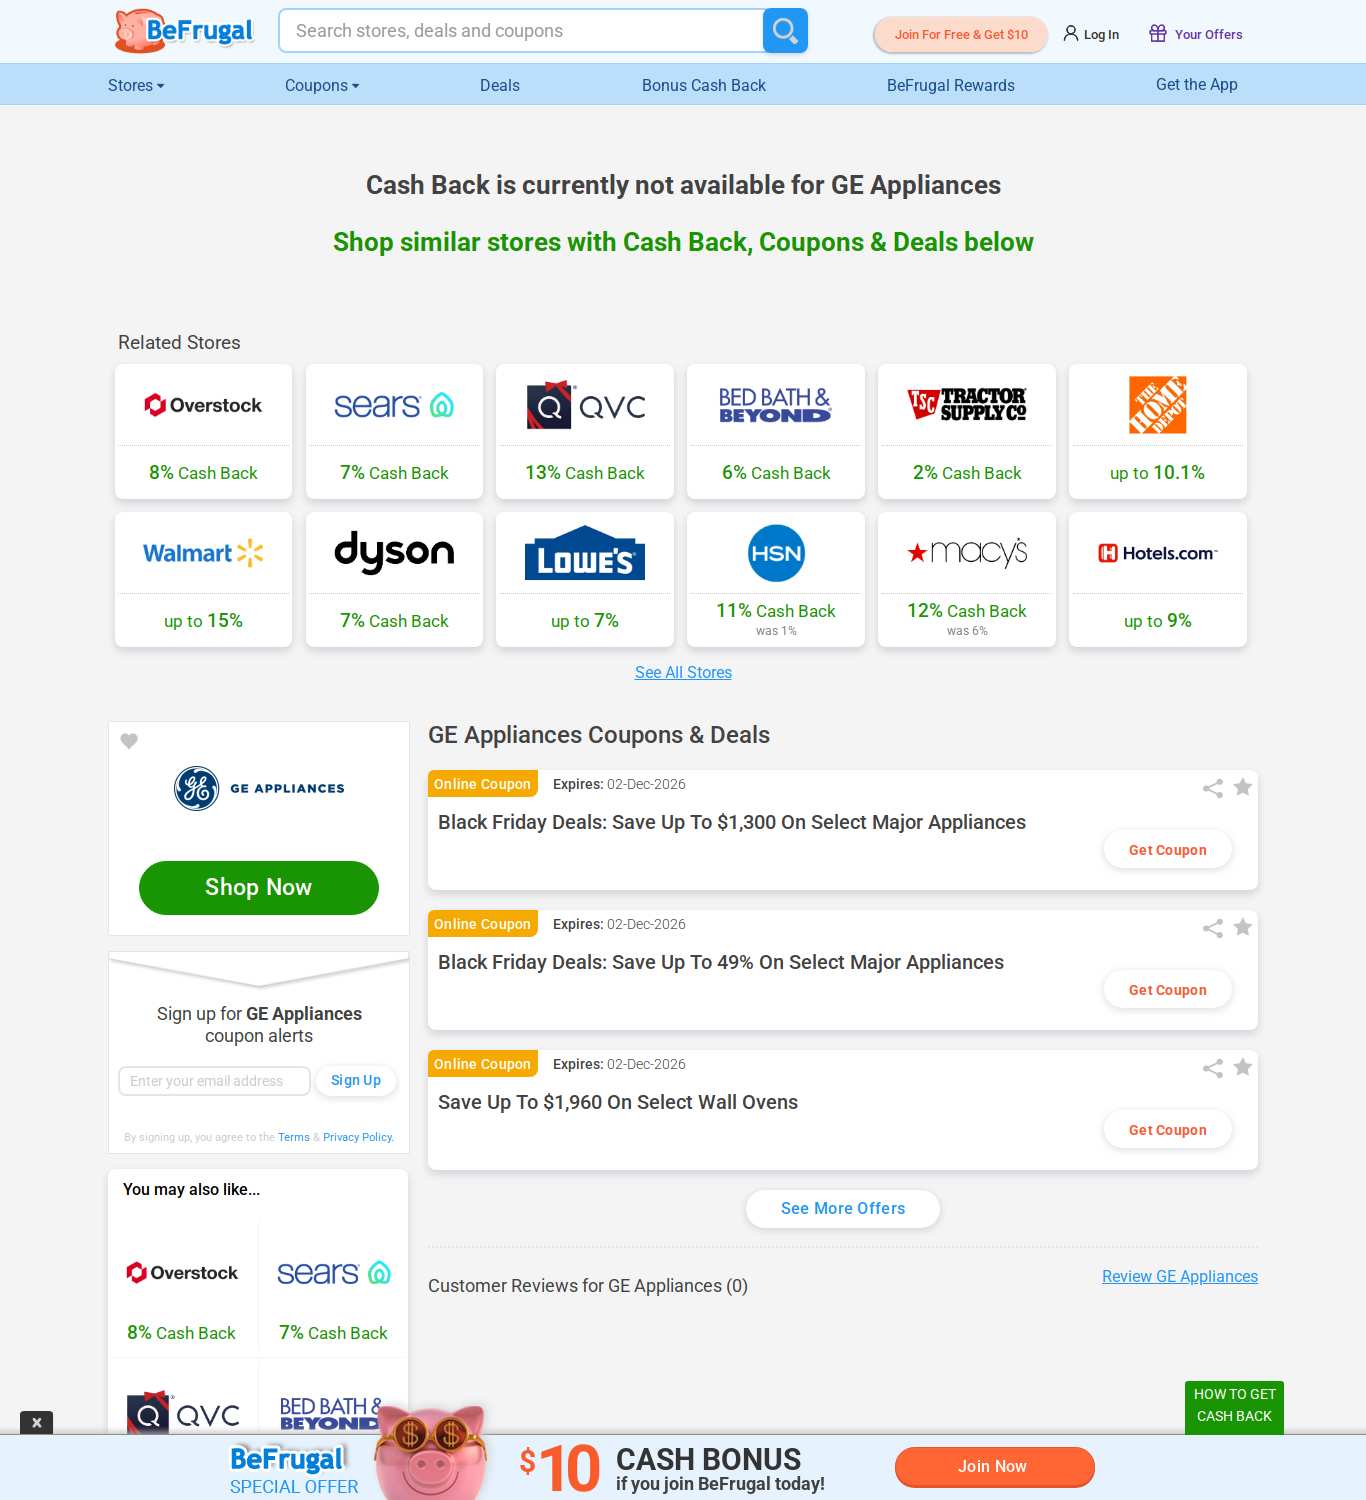 BeFrugal
Search stores, deals and coupons
Join For Free & Get $10
Log In
Your Offers
Stores
Coupons
Deals
Bonus Cash Back
BeFrugal Rewards
Get the App
Cash Back is currently not available for GE Appliances
Shop similar stores with Cash Back, Coupons & Deals below
Related Stores
Overstock
sears
QVC
BED BATH & BEYOND
TSC TRACTOR SUPPLY CO
THE HOME DEPOT
8% Cash Back
7% Cash Back
13% Cash Back
6% Cash Back
2% Cash Back
up to 10.1%
Walmart
dyson
LOWE'S
HSN
macy's
Hotels.com
up to 15%
7% Cash Back
up to 7%
11% Cash Back
was 1%
12% Cash Back
was 6%
up to 9%
See All Stores
GE APPLIANCES
Shop Now
Sign up for GE Appliances
coupon alerts
Enter your email address
Sign Up
By signing up, you agree to the Terms & Privacy Policy.
You may also like...
Overstock
sears
8% Cash Back
7% Cash Back
QVC
BED BATH &
BEYOND
GE Appliances Coupons & Deals
Online Coupon
Expires: 02-Dec-2026
Black Friday Deals: Save Up To $1,300 On Select Major Appliances
Get Coupon
Online Coupon
Expires: 02-Dec-2026
Black Friday Deals: Save Up To 49% On Select Major Appliances
Get Coupon
Online Coupon
Expires: 02-Dec-2026
Save Up To $1,960 On Select Wall Ovens
Get Coupon
See More Offers
Customer Reviews for GE Appliances (0)
Review GE Appliances
HOW TO GET
CASH BACK
x
BeFrugal
SPECIAL OFFER
$ $
$10
CASH BONUS
if you join BeFrugal today!
Join Now